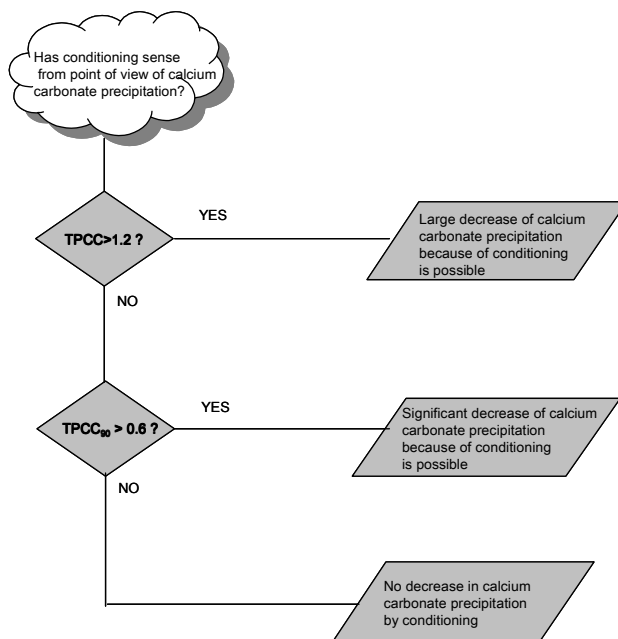 Has conditioning sense
from point of view of calcium
carbonate precipitation?
TPCC>1.2 ?
YES
Large decrease of calcium
carbonate precipitation
because of conditioning
is possible
NO
TPCC₉₀ > 0.6 ?
YES
Significant decrease of calcium
carbonate precipitation
because of conditioning
is possible
NO
No decrease in calcium
carbonate precipitation
by conditioning